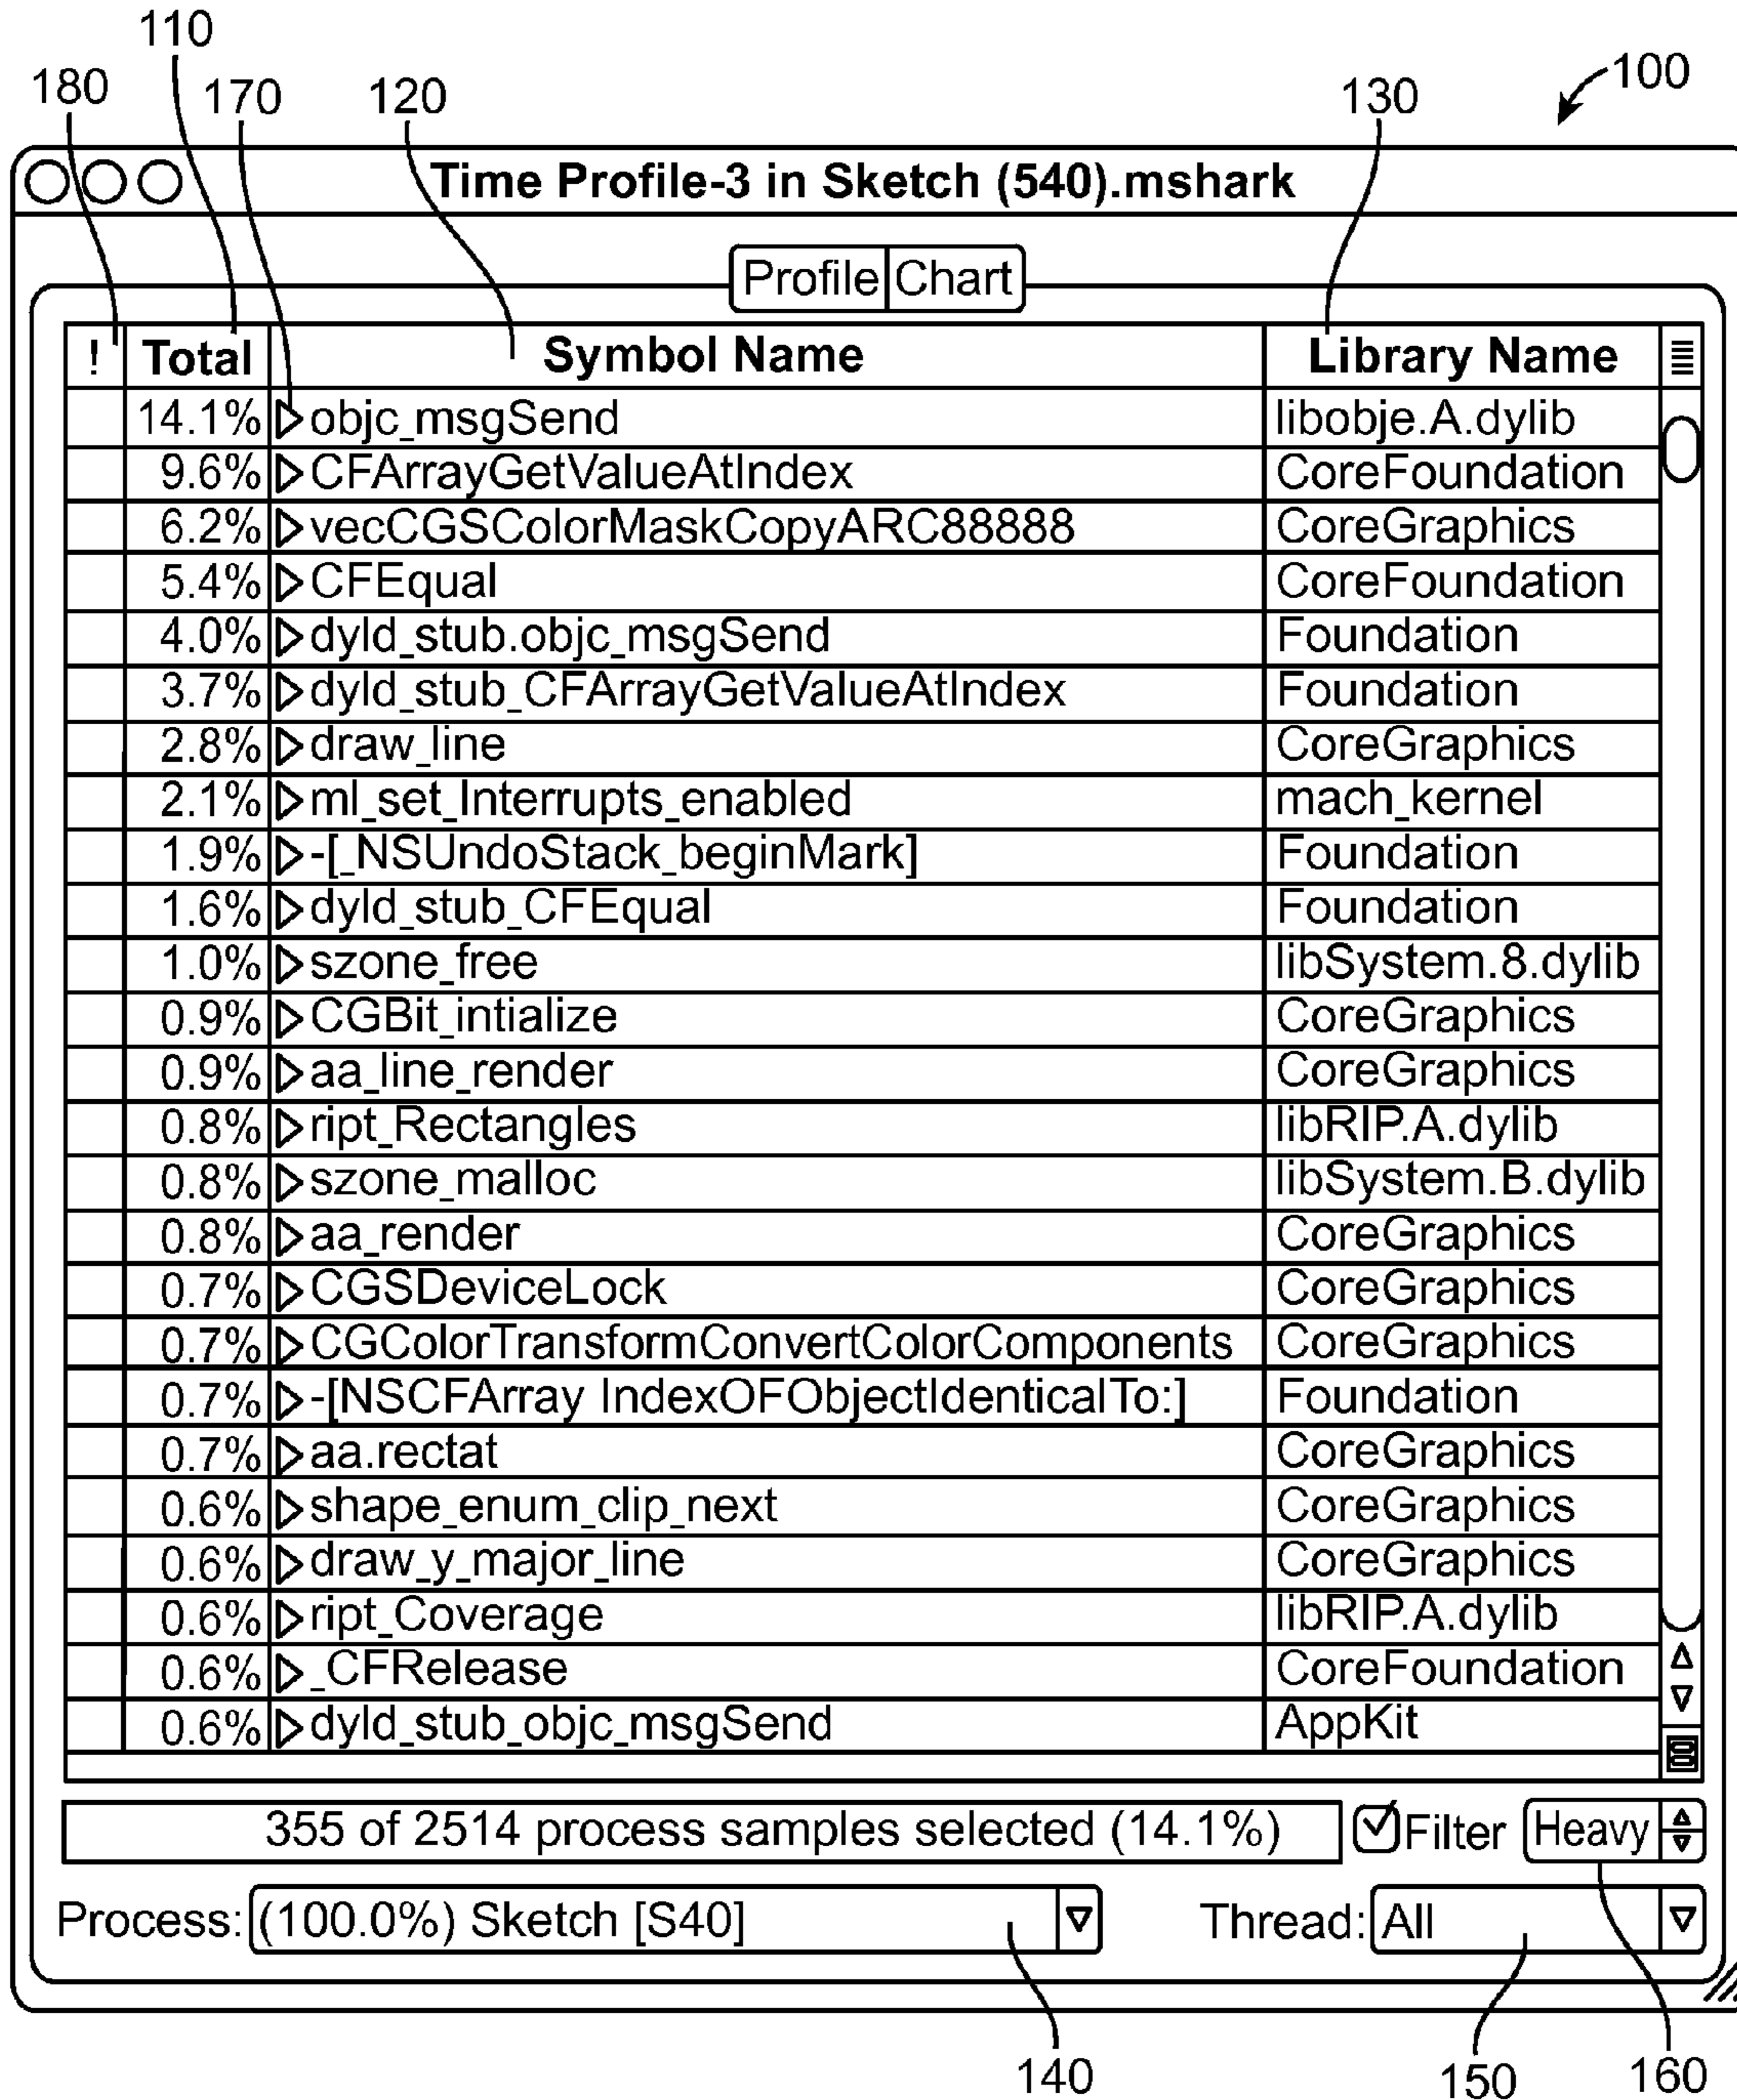 110
180 170 120 130 100
Time Profile-3 in Sketch (540).mshark
Profile Chart
! Total Symbol Name Library Name
14.1% objc_msgSend libobje.A.dylib
9.6% CFArrayGetValueAtIndex CoreFoundation
6.2% vecCGSColorMaskCopyARC88888 CoreGraphics
5.4% CFEqual CoreFoundation
4.0% dyld_stub.objc_msgSend Foundation
3.7% dyld_stub_CFArrayGetValueAtIndex Foundation
2.8% draw_line CoreGraphics
2.1% ml_set_Interrupts_enabled mach_kernel
1.9% -[_NSUndoStack_beginMark] Foundation
1.6% dyld_stub_CFEqual Foundation
1.0% szone_free libSystem.8.dylib
0.9% CGBit_intialize CoreGraphics
0.9% aa_line_render CoreGraphics
0.8% ript_Rectangles libRIP.A.dylib
0.8% szone_malloc libSystem.B.dylib
0.8% aa_render CoreGraphics
0.7% CGSDeviceLock CoreGraphics
0.7% CGColorTransformConvertColorComponents CoreGraphics
0.7% -[NSCFArray IndexOFObjectIdenticalTo:] Foundation
0.7% aa.rectat CoreGraphics
0.6% shape_enum_clip_next CoreGraphics
0.6% draw_y_major_line CoreGraphics
0.6% ript_Coverage libRIP.A.dylib
0.6% _CFRelease CoreFoundation
0.6% dyld_stub_objc_msgSend AppKit
355 of 2514 process samples selected (14.1%) Filter Heavy
Process: (100.0%) Sketch [S40] Thread: All
140 150 160